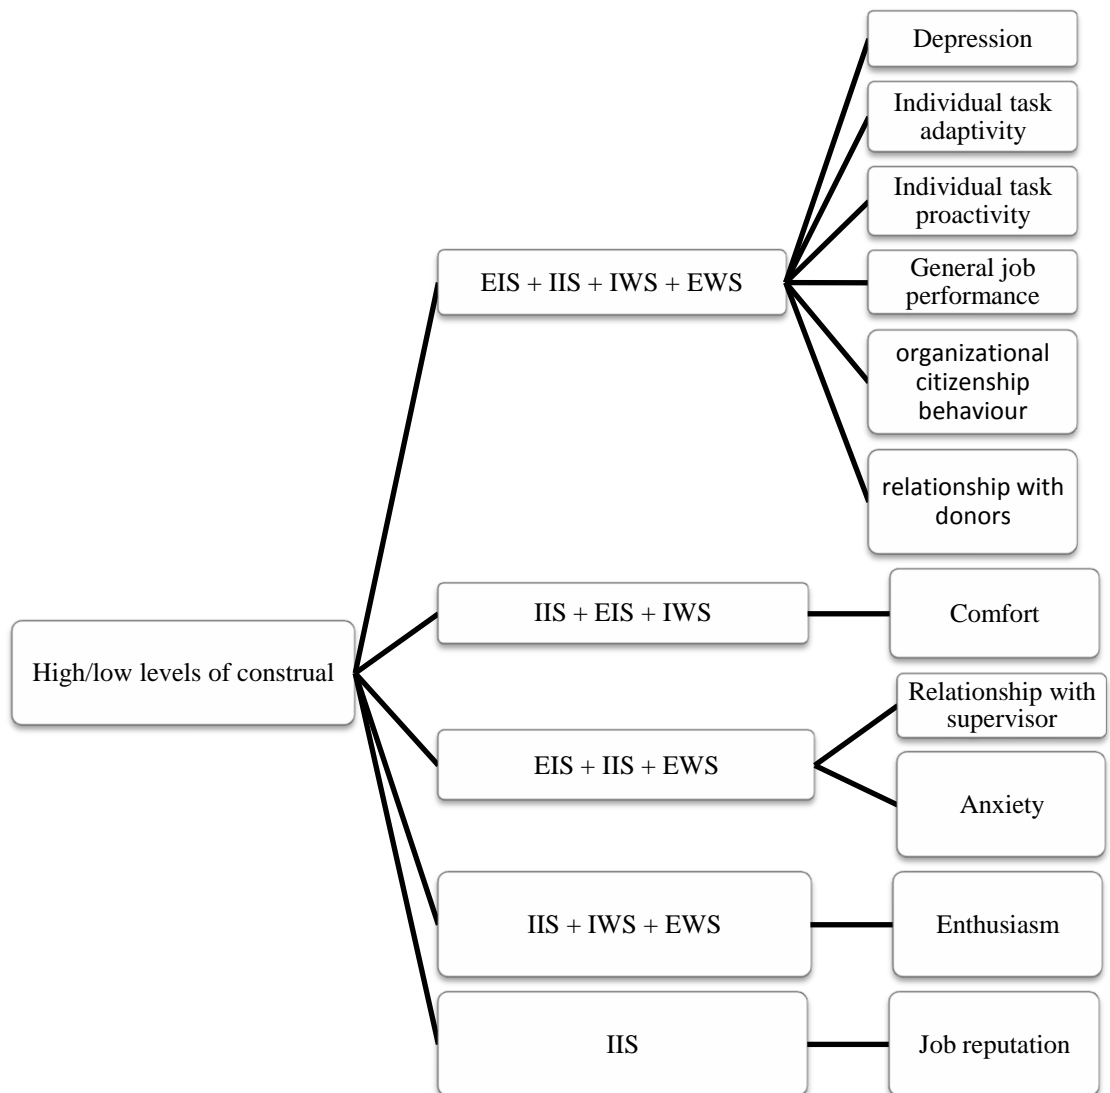 Depression
Individual task
adaptivity
Individual task
proactivity
EIS + IIS + IWS + EWS
General job
performance
organizational
citizenship
behaviour
relationship with
donors
IIS + EIS + IWS
Comfort
High/low levels of construal
Relationship with
supervisor
EIS + IIS + EWS
Anxiety
IIS + IWS + EWS
Enthusiasm
IIS
Job reputation